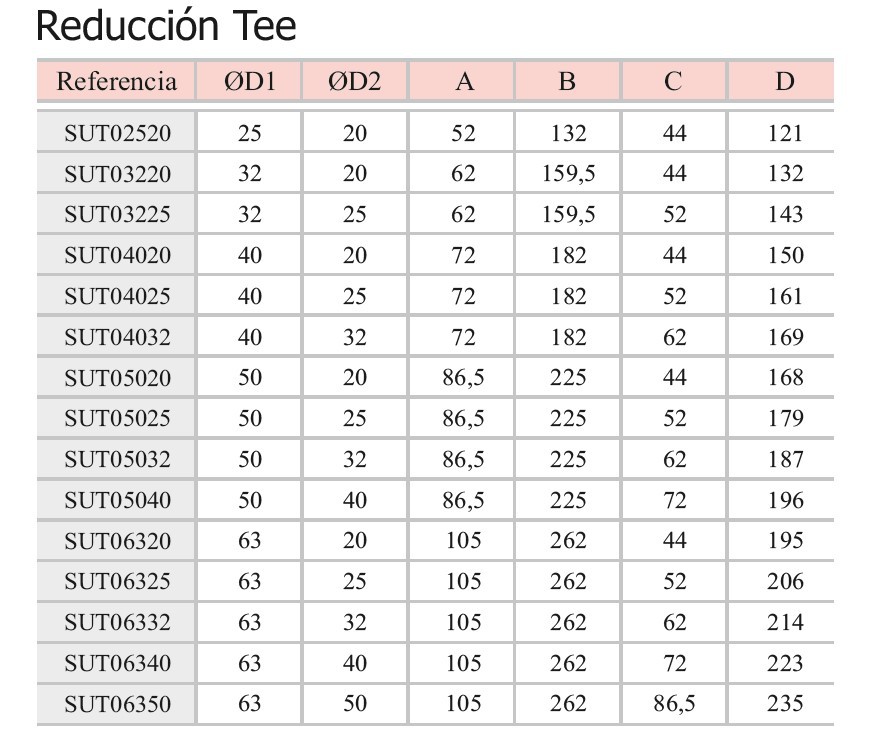 Reducción Tee
Referencia ØD1 ØD2 A B C D
SUT02520 25 20 52 132 44 121
SUT03220 32 20 62 159,5 44 132
SUT03225 32 25 62 159,5 52 143
SUT04020 40 20 72 182 44 150
SUT04025 40 25 72 182 52 161
SUT04032 40 32 72 182 62 169
SUT05020 50 20 86,5 225 44 168
SUT05025 50 25 86,5 225 52 179
SUT05032 50 32 86,5 225 62 187
SUT05040 50 40 86,5 225 72 196
SUT06320 63 20 105 262 44 195
SUT06325 63 25 105 262 52 206
SUT06332 63 32 105 262 62 214
SUT06340 63 40 105 262 72 223
SUT06350 63 50 105 262 86,5 235